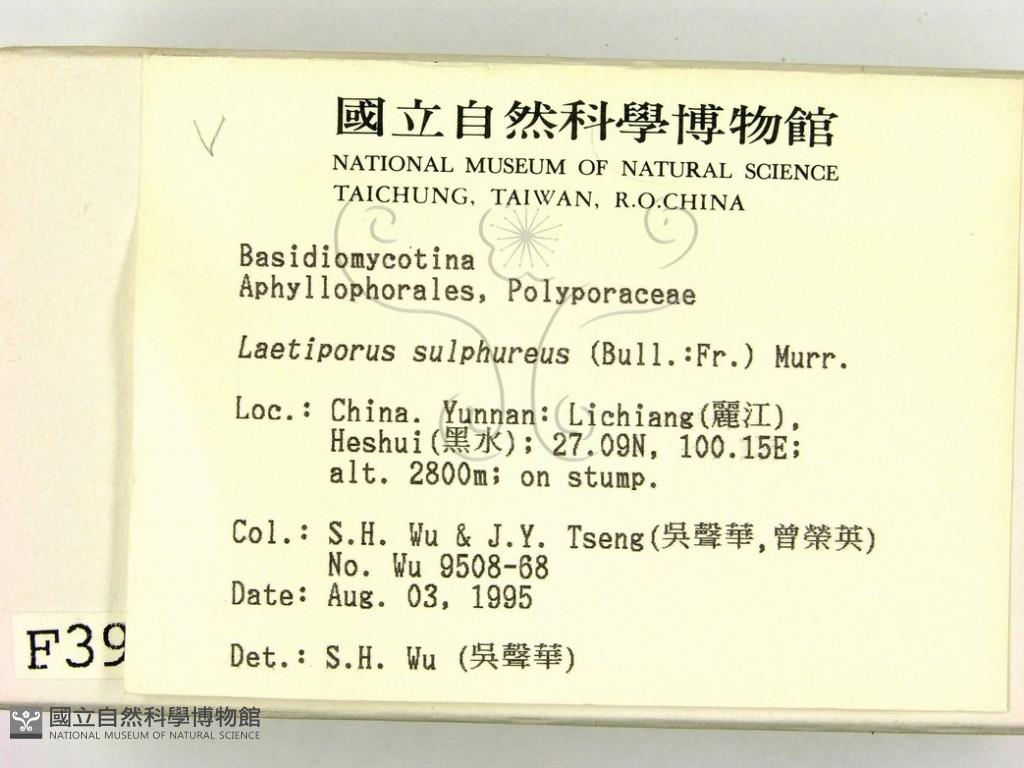 國立自然科學博物館
NATIONAL MUSEUM OF NATURAL SCIENCE
TAICHUNG, TAIWAN, R.O.CHINA
Basidiomycotina
Aphyllophorales, Polyporaceae
Laetiporus sulphureus (Bull.:Fr.) Murr.
Loc.: China. Yunnan: Lichiang(麗江),
Heshui(黑水); 27.09N, 100.15E;
alt. 2800m; on stump.
Col.: S.H. Wu & J.Y. Tseng(吳聲華,曾榮英)
No. Wu 9508-68
Date: Aug. 03, 1995
Det.: S.H. Wu (吳聲華)
F39
國立自然科學博物館
NATIONAL MUSEUM OF NATURAL SCIENCE